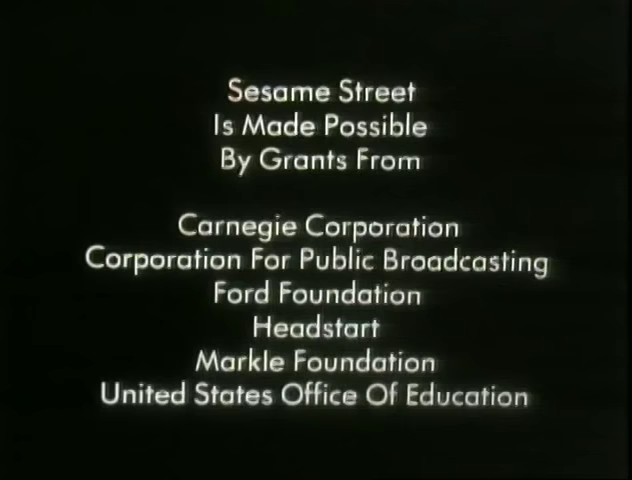 Sesame Street
Is Made Possible
By Grants From
Carnegie Corporation
Corporation For Public Broadcasting
Ford Foundation
Headstart
Markle Foundation
United States Office Of Education